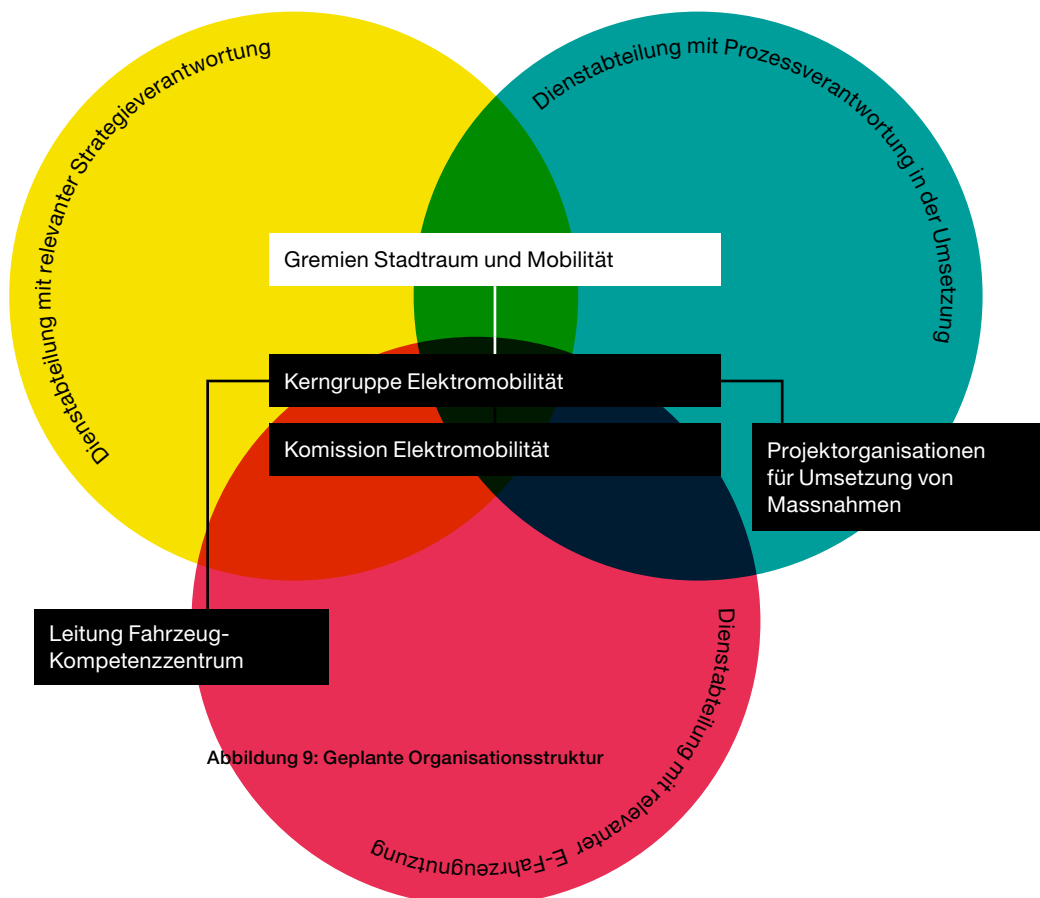 Dienstabteilung mit relevanter Strategieverantwortung
Dienstabteilung mit Prozessverantwortung in der Umsetzung
Gremien Stadtraum und Mobilität
Kerngruppe Elektromobilität
Komission Elektromobilität
Projektorganisationen
für Umsetzung von
Massnahmen
Leitung Fahrzeug-
Kompetenzzentrum
Dienstabteilung mit relevanter E-Fahrzeugnutzung
Abbildung 9: Geplante Organisationsstruktur